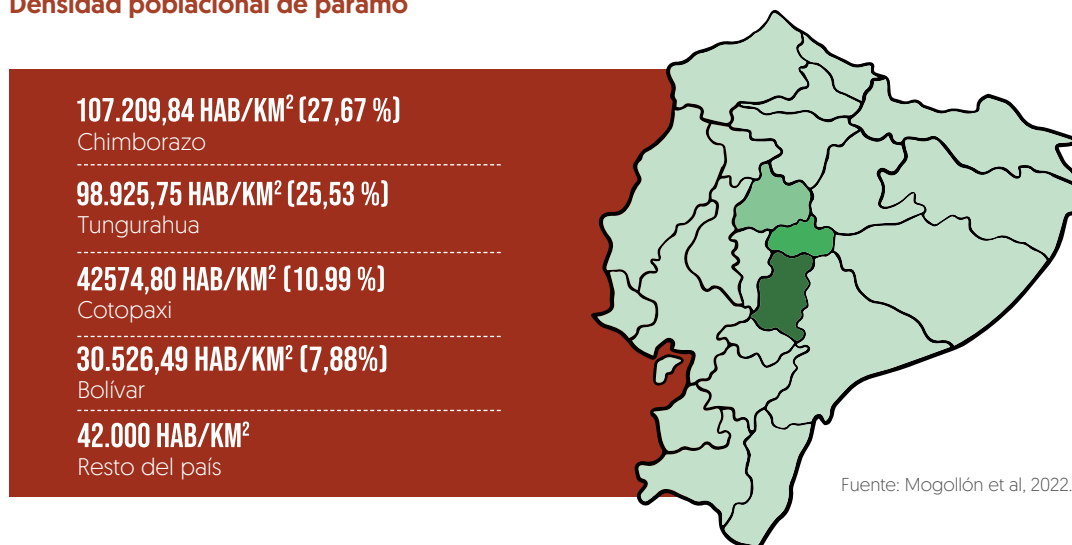 Densidad poblacional de páramo
107.209,84 HAB/KM² (27,67 %)
Chimborazo
98.925,75 HAB/KM² (25,53 %)
Tungurahua
42574,80 HAB/KM² (10.99 %)
Cotopaxi
30.526,49 HAB/KM² (7,88%)
Bolívar
42.000 HAB/KM²
Resto del país
Fuente: Mogollón et al, 2022.